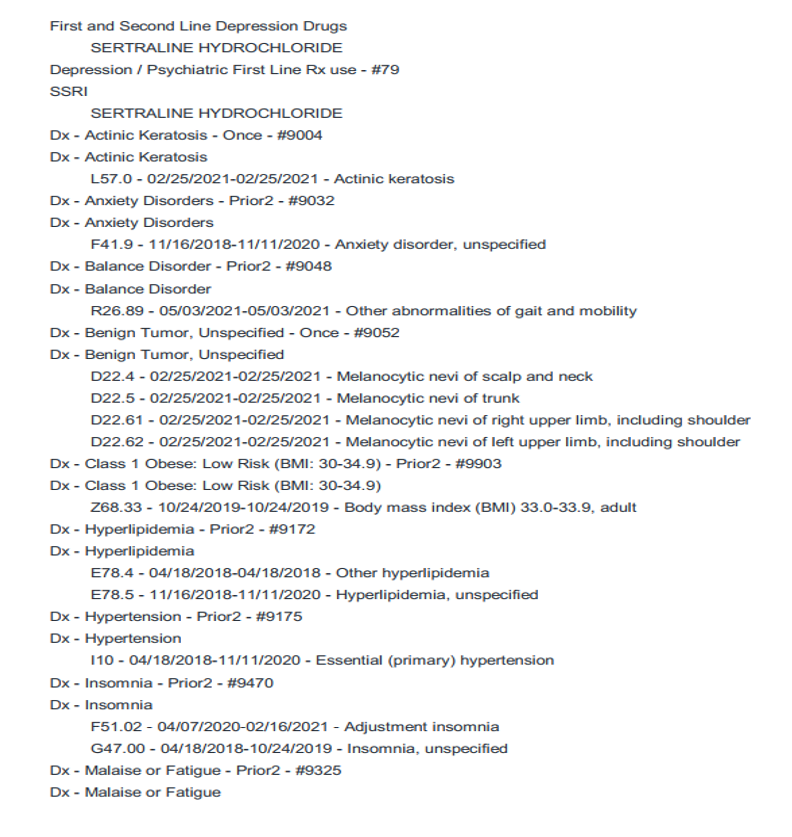 First and Second Line Depression Drugs
SERTRALINE HYDROCHLORIDE
Depression / Psychiatric First Line Rx use - #79
SSRI
SERTRALINE HYDROCHLORIDE
Dx - Actinic Keratosis - Once - #9004
Dx - Actinic Keratosis
L57.0 - 02/25/2021-02/25/2021 - Actinic keratosis
Dx - Anxiety Disorders - Prior2 - #9032
Dx - Anxiety Disorders
F41.9 - 11/16/2018-11/11/2020 - Anxiety disorder, unspecified
Dx - Balance Disorder - Prior2 - #9048
Dx - Balance Disorder
R26.89 - 05/03/2021-05/03/2021 - Other abnormalities of gait and mobility
Dx - Benign Tumor, Unspecified - Once - #9052
Dx - Benign Tumor, Unspecified
D22.4 - 02/25/2021-02/25/2021 - Melanocytic nevi of scalp and neck
D22.5 - 02/25/2021-02/25/2021 - Melanocytic nevi of trunk
D22.61 - 02/25/2021-02/25/2021 - Melanocytic nevi of right upper limb, including shoulder
D22.62 - 02/25/2021-02/25/2021 - Melanocytic nevi of left upper limb, including shoulder
Dx - Class 1 Obese: Low Risk (BMI: 30-34.9) - Prior2 - #9903
Dx - Class 1 Obese: Low Risk (BMI: 30-34.9)
Z68.33 - 10/24/2019-10/24/2019 - Body mass index (BMI) 33.0-33.9, adult
Dx - Hyperlipidemia - Prior2 - #9172
Dx - Hyperlipidemia
E78.4 - 04/18/2018-04/18/2018 - Other hyperlipidemia
E78.5 - 11/16/2018-11/11/2020 - Hyperlipidemia, unspecified
Dx - Hypertension - Prior2 - #9175
Dx - Hypertension
I10 - 04/18/2018-11/11/2020 - Essential (primary) hypertension
Dx - Insomnia - Prior2 - #9470
Dx - Insomnia
F51.02 - 04/07/2020-02/16/2021 - Adjustment insomnia
G47.00 - 04/18/2018-10/24/2019 - Insomnia, unspecified
Dx - Malaise or Fatigue - Prior2 - #9325
Dx - Malaise or Fatigue